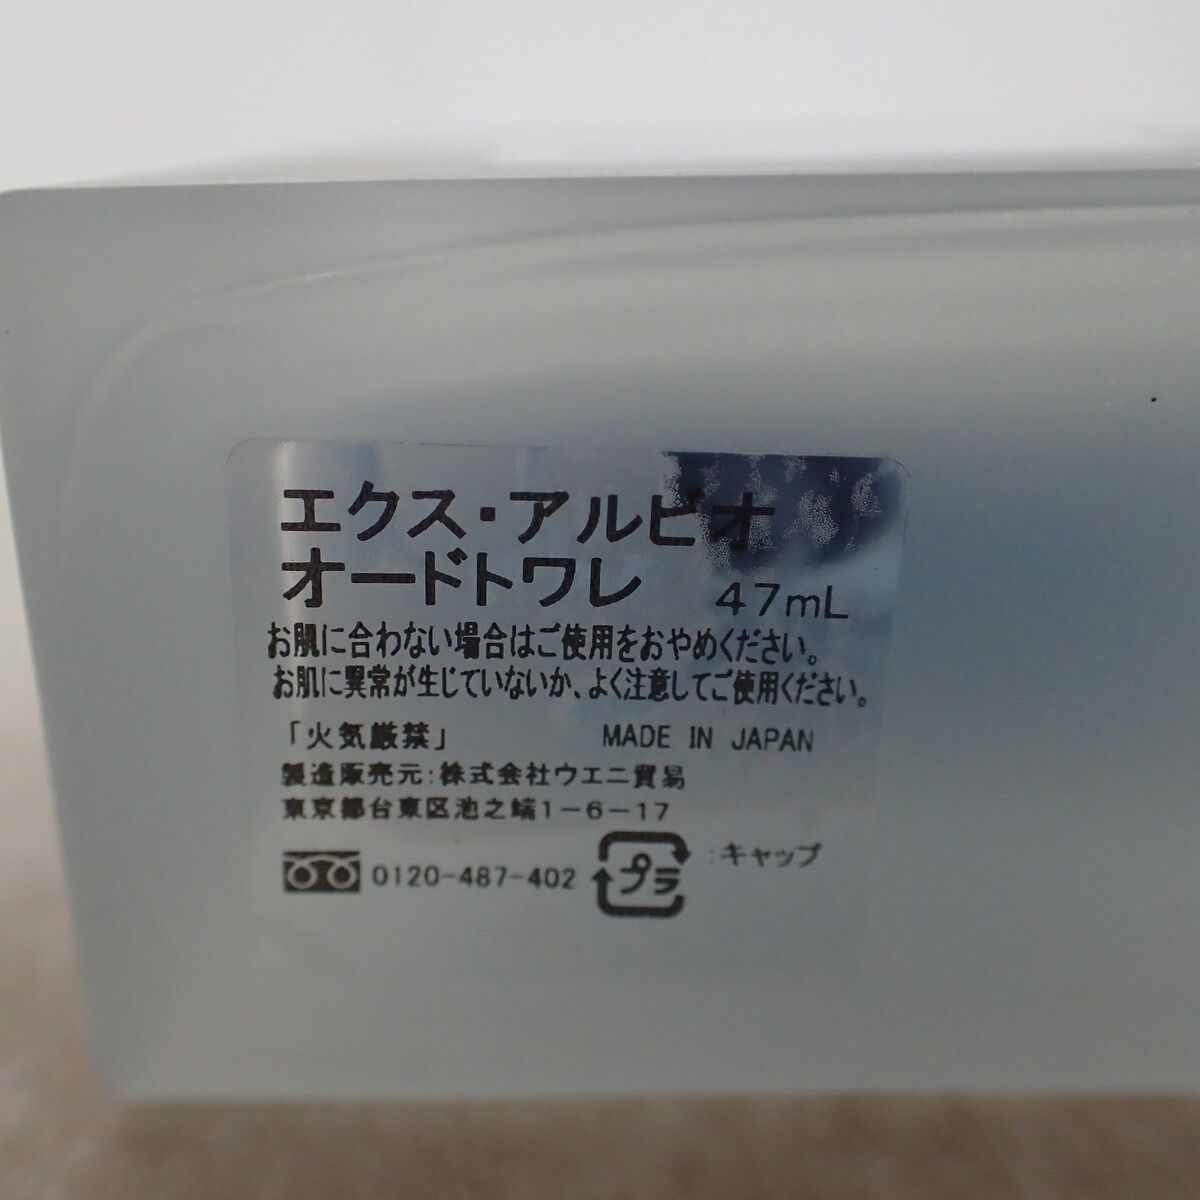 エクス・アルビオ
オードトワレ 47mL
お肌に合わない場合はご使用をおやめください。
お肌に異常が生じていないか、よく注意してご使用ください。
「火気厳禁」 MADE IN JAPAN
製造販売元:株式会社ウエニ貿易
東京都台東区池之端1-6-17
0120-487-402 プラ :キャップ